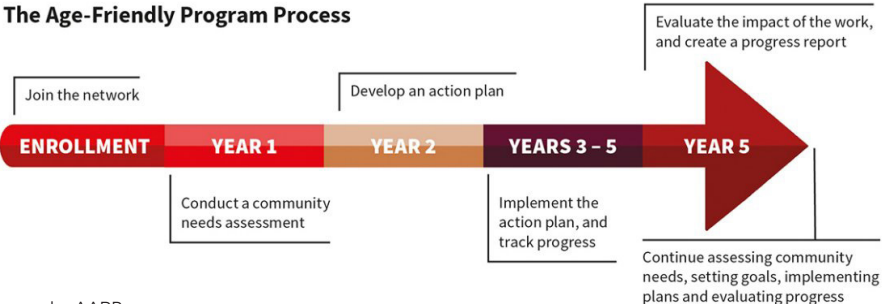 The Age-Friendly Program Process
Evaluate the impact of the work,
and create a progress report
Join the network
Develop an action plan
ENROLLMENT
YEAR 1
YEAR 2
YEARS 3 – 5
YEAR 5
Conduct a community
needs assessment
Implement the
action plan, and
track progress
Continue assessing community
needs, setting goals, implementing
plans and evaluating progress
AARP